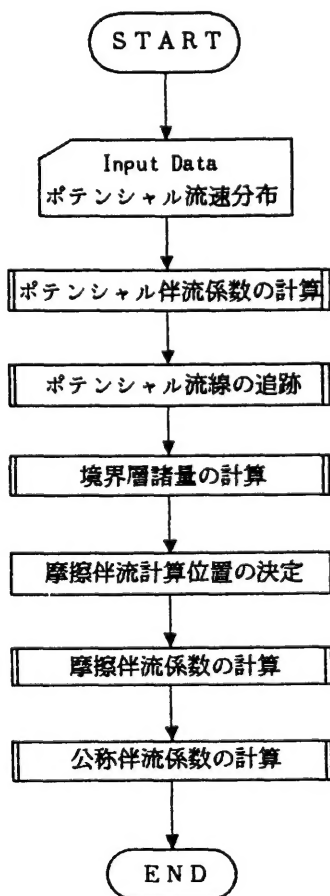 START
Input Data
ポテンシャル流速分布
ポテンシャル伴流係数の計算
ポテンシャル流線の追跡
境界層諸量の計算
摩擦伴流計算位置の決定
摩擦伴流係数の計算
公称伴流係数の計算
END